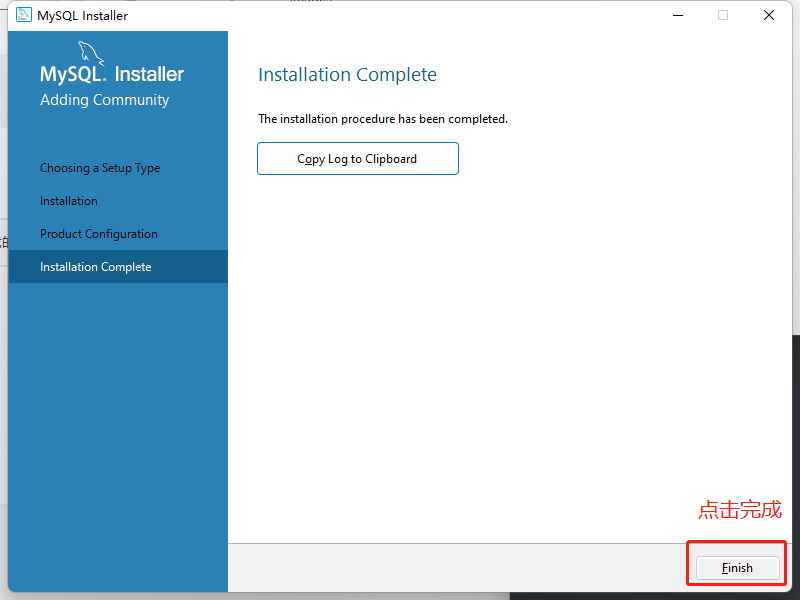 MySQL Installer
MySQL. Installer
Adding Community
Choosing a Setup Type
Installation
Product Configuration
Installation Complete
Installation Complete
The installation procedure has been completed.
Copy Log to Clipboard
点击完成
Finish